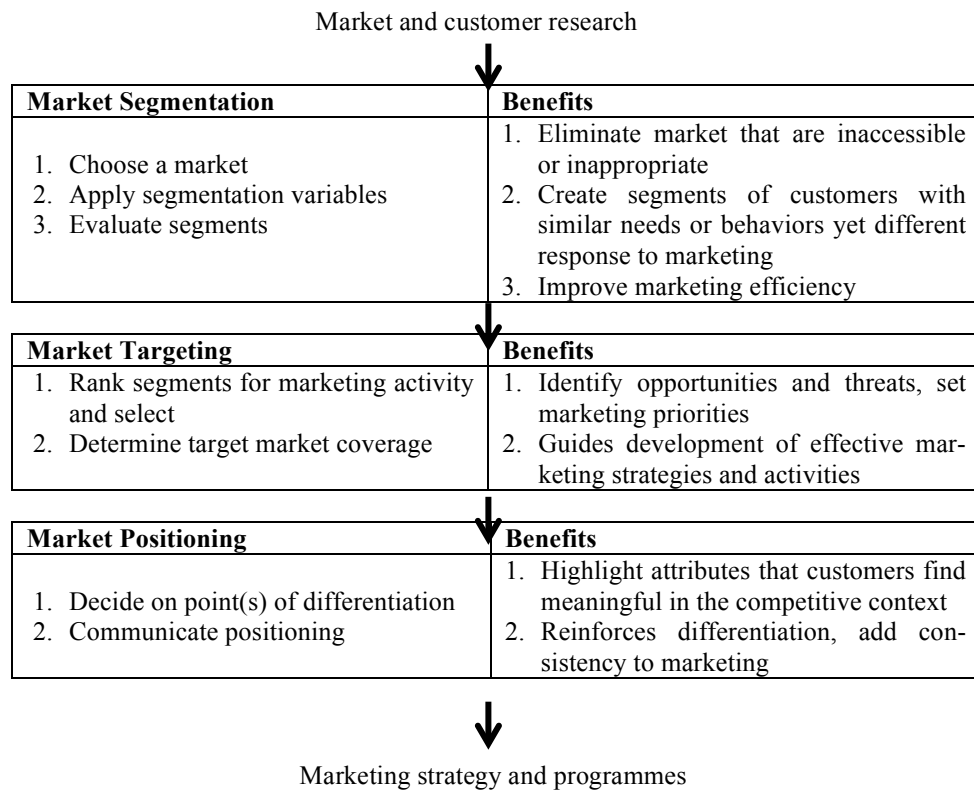 Market and customer research
Market Segmentation
1. Choose a market
2. Apply segmentation variables
3. Evaluate segments
Benefits
1. Eliminate market that are inaccessible
or inappropriate
2. Create segments of customers with
similar needs or behaviors yet different
response to marketing
3. Improve marketing efficiency
Market Targeting
1. Rank segments for marketing activity
and select
2. Determine target market coverage
Benefits
1. Identify opportunities and threats, set
marketing priorities
2. Guides development of effective mar-
keting strategies and activities
Market Positioning
1. Decide on point(s) of differentiation
2. Communicate positioning
Benefits
1. Highlight attributes that customers find
meaningful in the competitive context
2. Reinforces differentiation, add con-
sistency to marketing
Marketing strategy and programmes